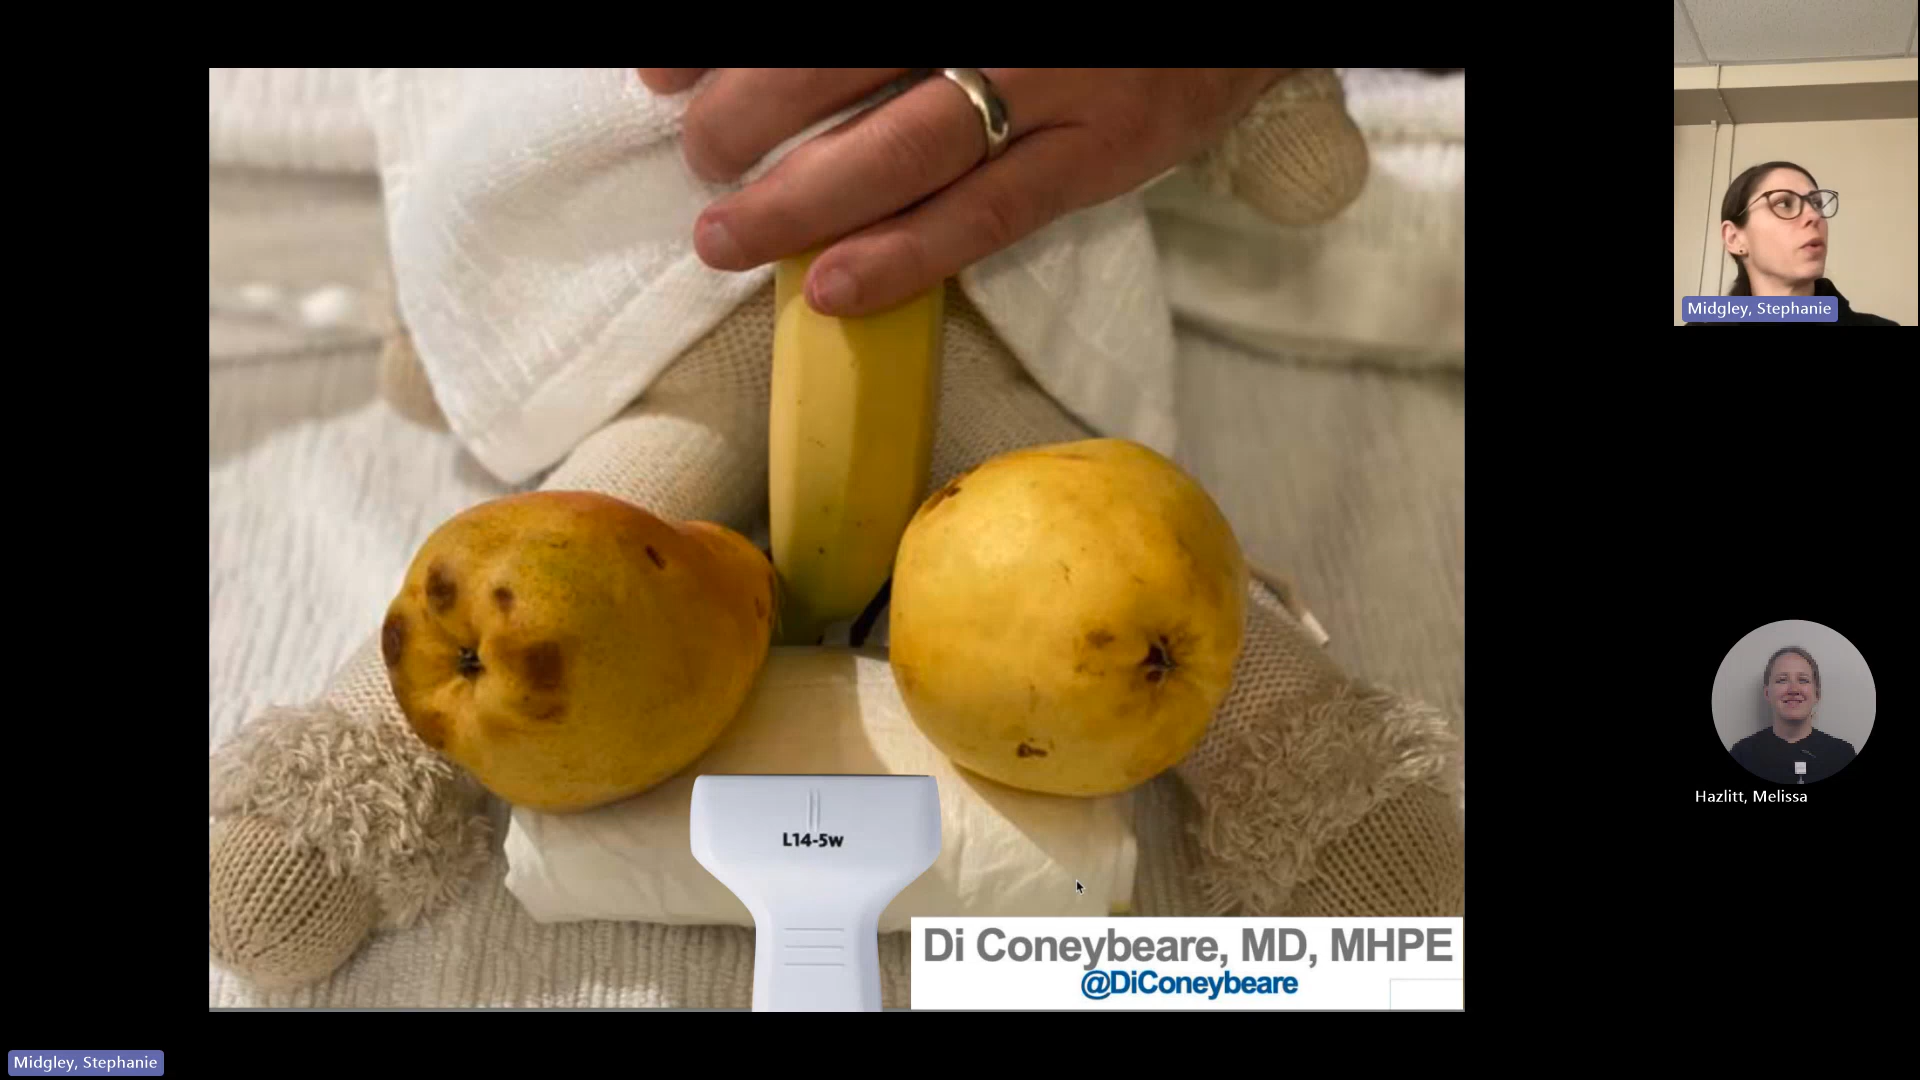 L14-5w
Di Coneybeare, MD, MHPE
@DiConeybeare
Midgley, Stephanie
Hazlitt, Melissa
Midgley, Stephanie